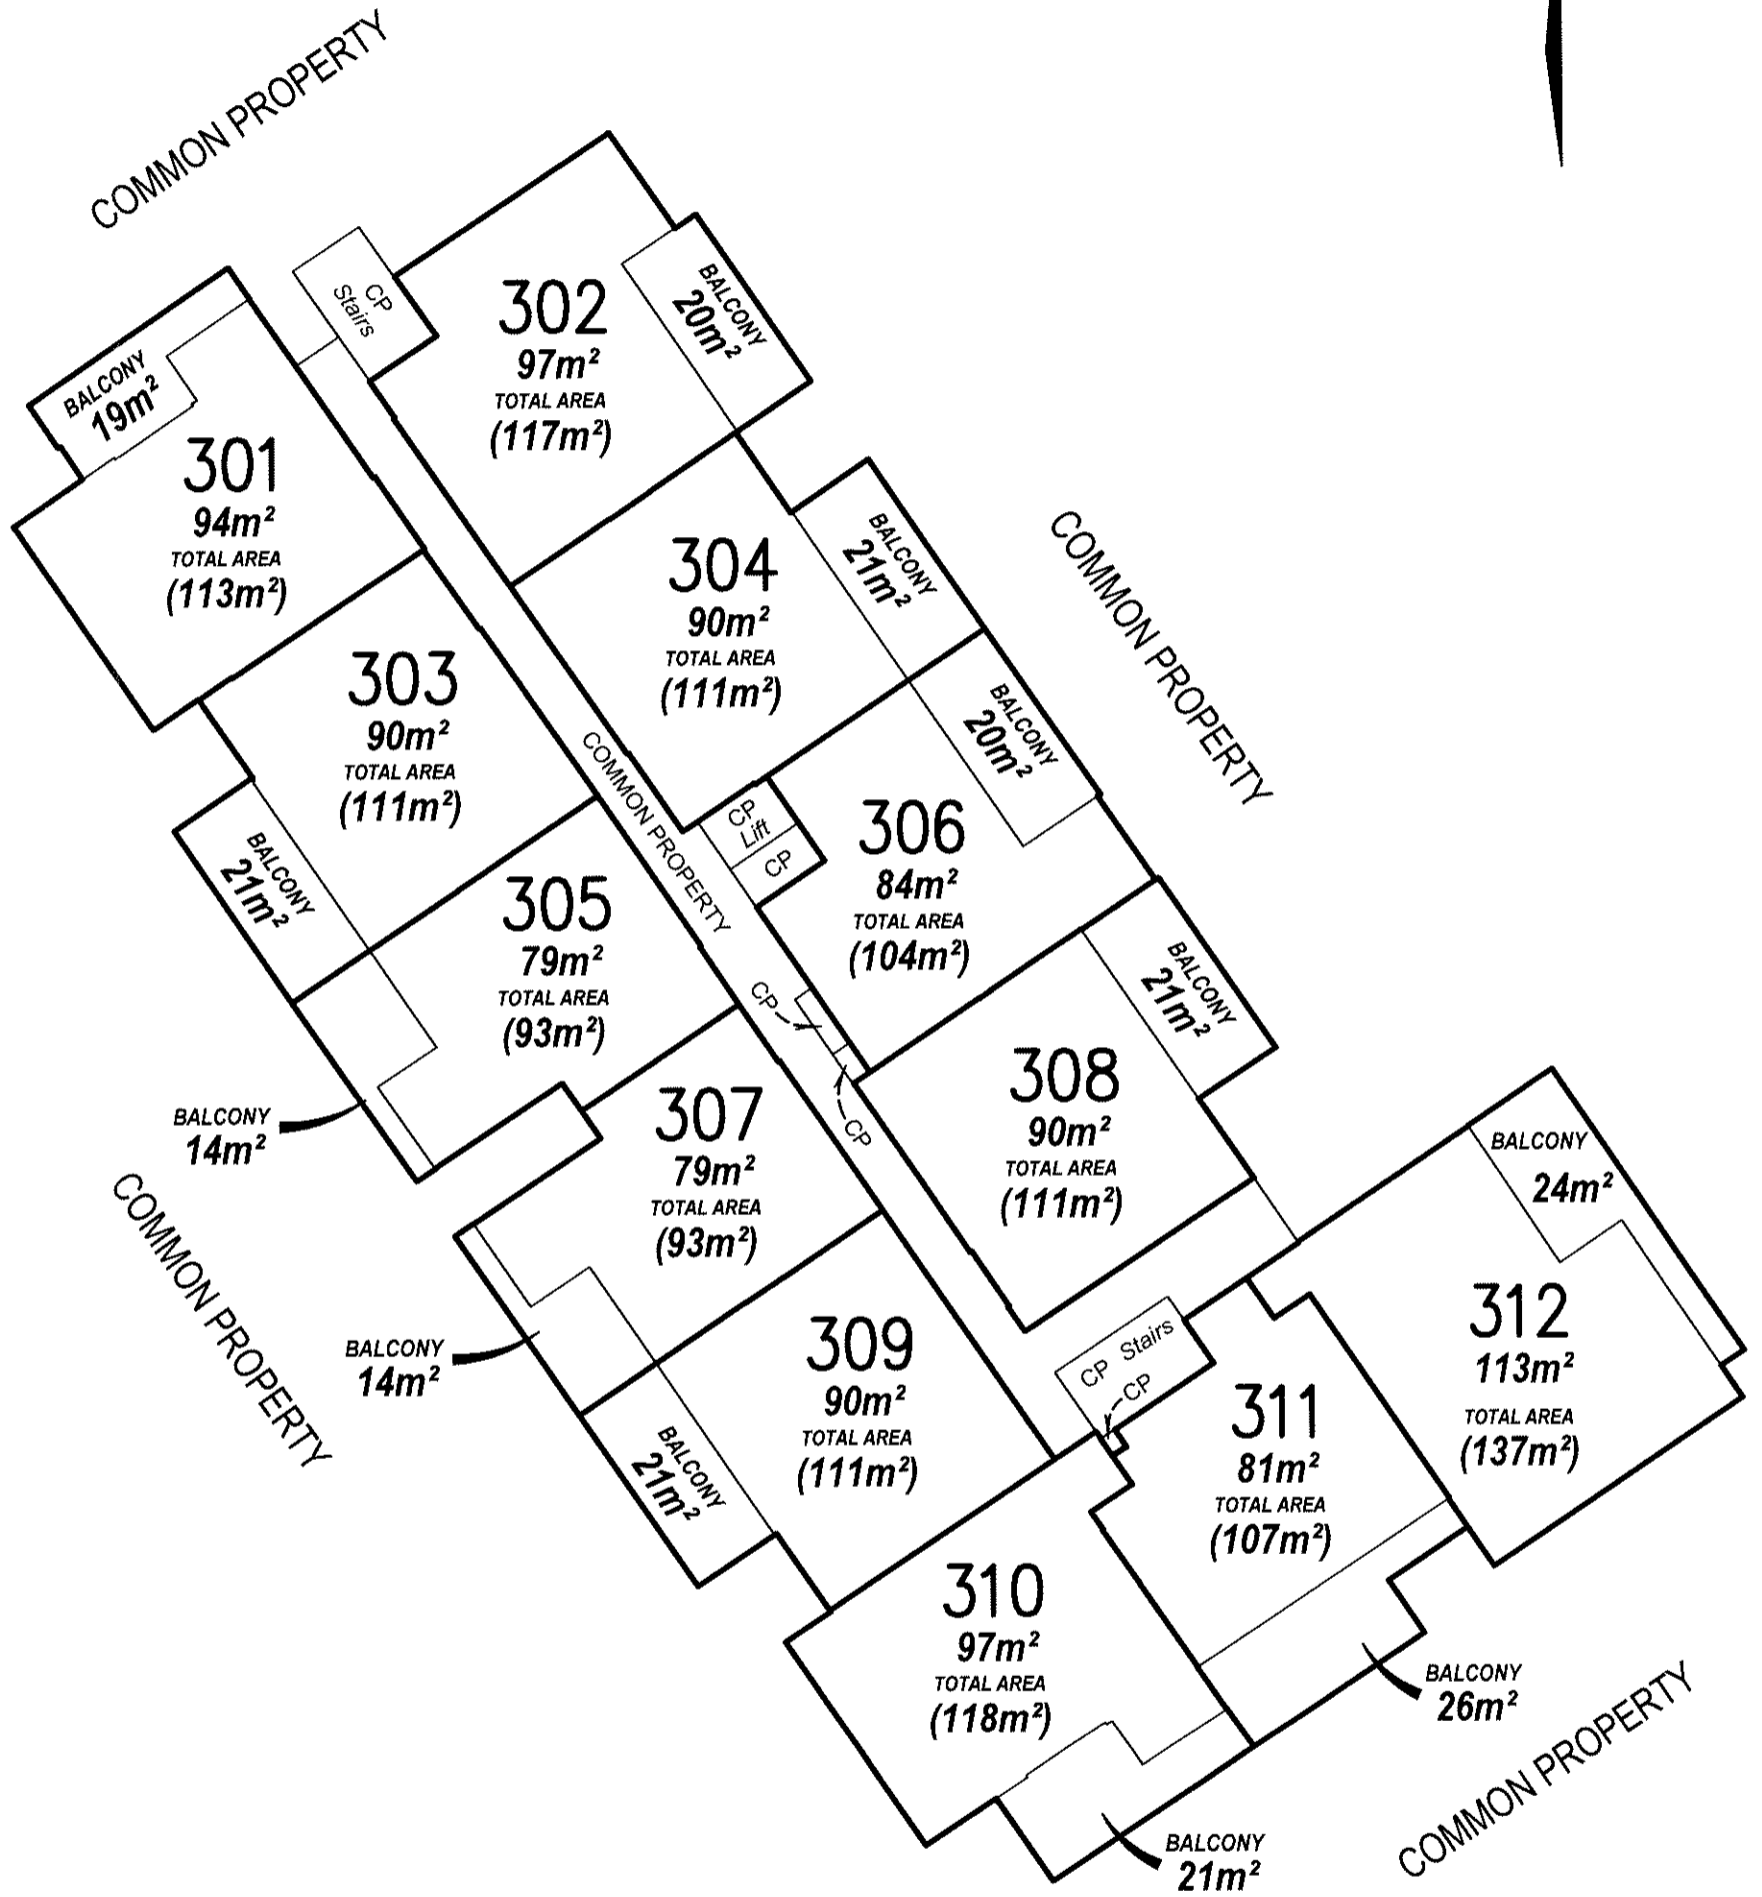 COMMON PROPERTY
CP
Stairs
302
97m²
TOTAL AREA
(117m²)
BALCONY
20m²
BALCONY
19m²
301
94m²
TOTAL AREA
(113m²)
304
90m²
TOTAL AREA
(111m²)
BALCONY
21m²
COMMON PROPERTY
303
90m²
TOTAL AREA
(111m²)
BALCONY
21m²
COMMON PROPERTY
BALCONY
20m²
CP
Lift
CP
306
84m²
TOTAL AREA
(104m²)
305
79m²
TOTAL AREA
(93m²)
BALCONY
14m²
CP
CP
BALCONY
21m²
308
90m²
TOTAL AREA
(111m²)
307
79m²
TOTAL AREA
(93m²)
BALCONY
14m²
COMMON PROPERTY
BALCONY
24m²
312
113m²
TOTAL AREA
(137m²)
309
90m²
TOTAL AREA
(111m²)
BALCONY
21m²
CP Stairs
CP
311
81m²
TOTAL AREA
(107m²)
BALCONY
26m²
310
97m²
TOTAL AREA
(118m²)
BALCONY
21m²
COMMON PROPERTY